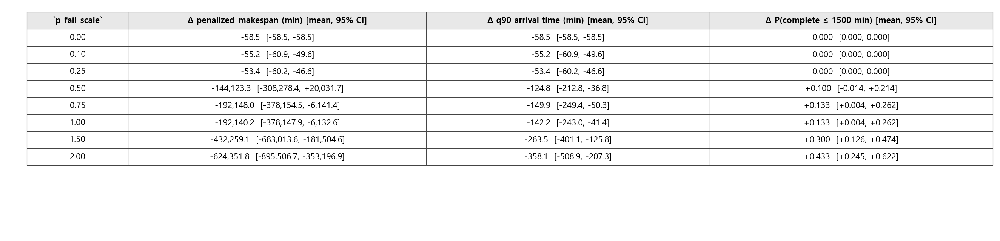 `p_fail_scale` Δ penalized_makespan (min) [mean, 95% CI] Δ q90 arrival time (min) [mean, 95% CI] Δ P(complete ≤ 1500 min) [mean, 95% CI]
0.00 -58.5 [-58.5, -58.5] -58.5 [-58.5, -58.5] 0.000 [0.000, 0.000]
0.10 -55.2 [-60.9, -49.6] -55.2 [-60.9, -49.6] 0.000 [0.000, 0.000]
0.25 -53.4 [-60.2, -46.6] -53.4 [-60.2, -46.6] 0.000 [0.000, 0.000]
0.50 -144,123.3 [-308,278.4, +20,031.7] -124.8 [-212.8, -36.8] +0.100 [-0.014, +0.214]
0.75 -192,148.0 [-378,154.5, -6,141.4] -149.9 [-249.4, -50.3] +0.133 [+0.004, +0.262]
1.00 -192,140.2 [-378,147.9, -6,132.6] -142.2 [-243.0, -41.4] +0.133 [+0.004, +0.262]
1.50 -432,259.1 [-683,013.6, -181,504.6] -263.5 [-401.1, -125.8] +0.300 [+0.126, +0.474]
2.00 -624,351.8 [-895,506.7, -353,196.9] -358.1 [-508.9, -207.3] +0.433 [+0.245, +0.622]